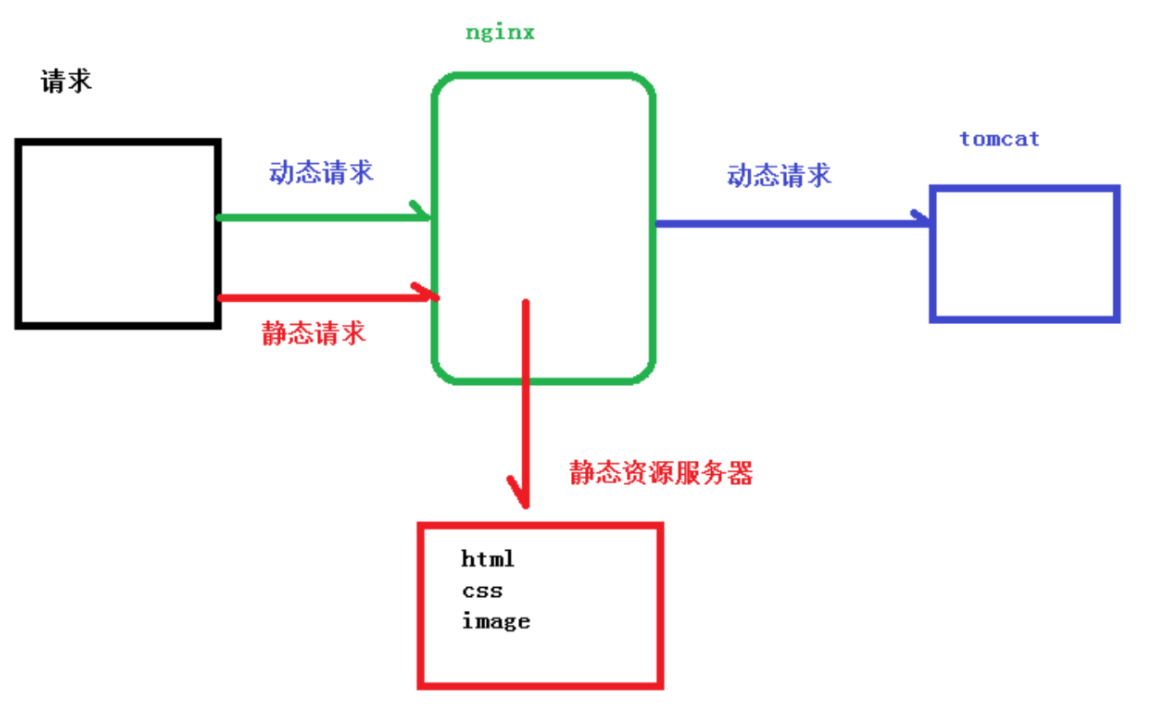 nginx
请求
tomcat
动态请求
动态请求
静态请求
静态资源服务器
html
css
image